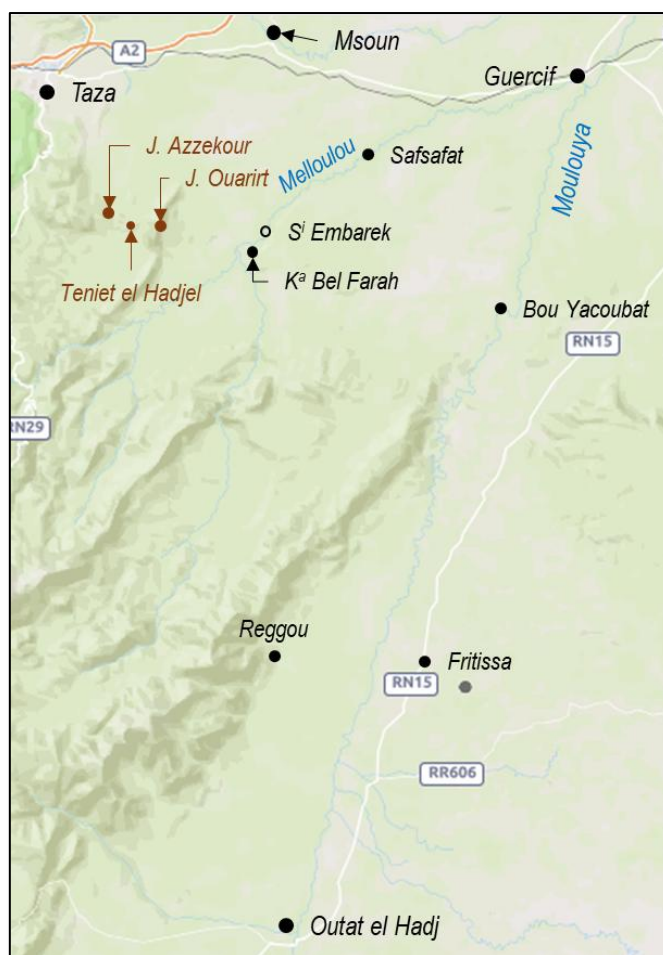 Msoun
A2
Guercif
Taza
J. Azzekour
Safsafat
Melloulou
Moulouya
J. Ouarirt
Sⁱ Embarek
Teniet el Hadjel
Kᵃ Bel Farah
Bou Yacoubat
RN15
RN29
Reggou
Fritissa
RN15
RR606
Outat el Hadj